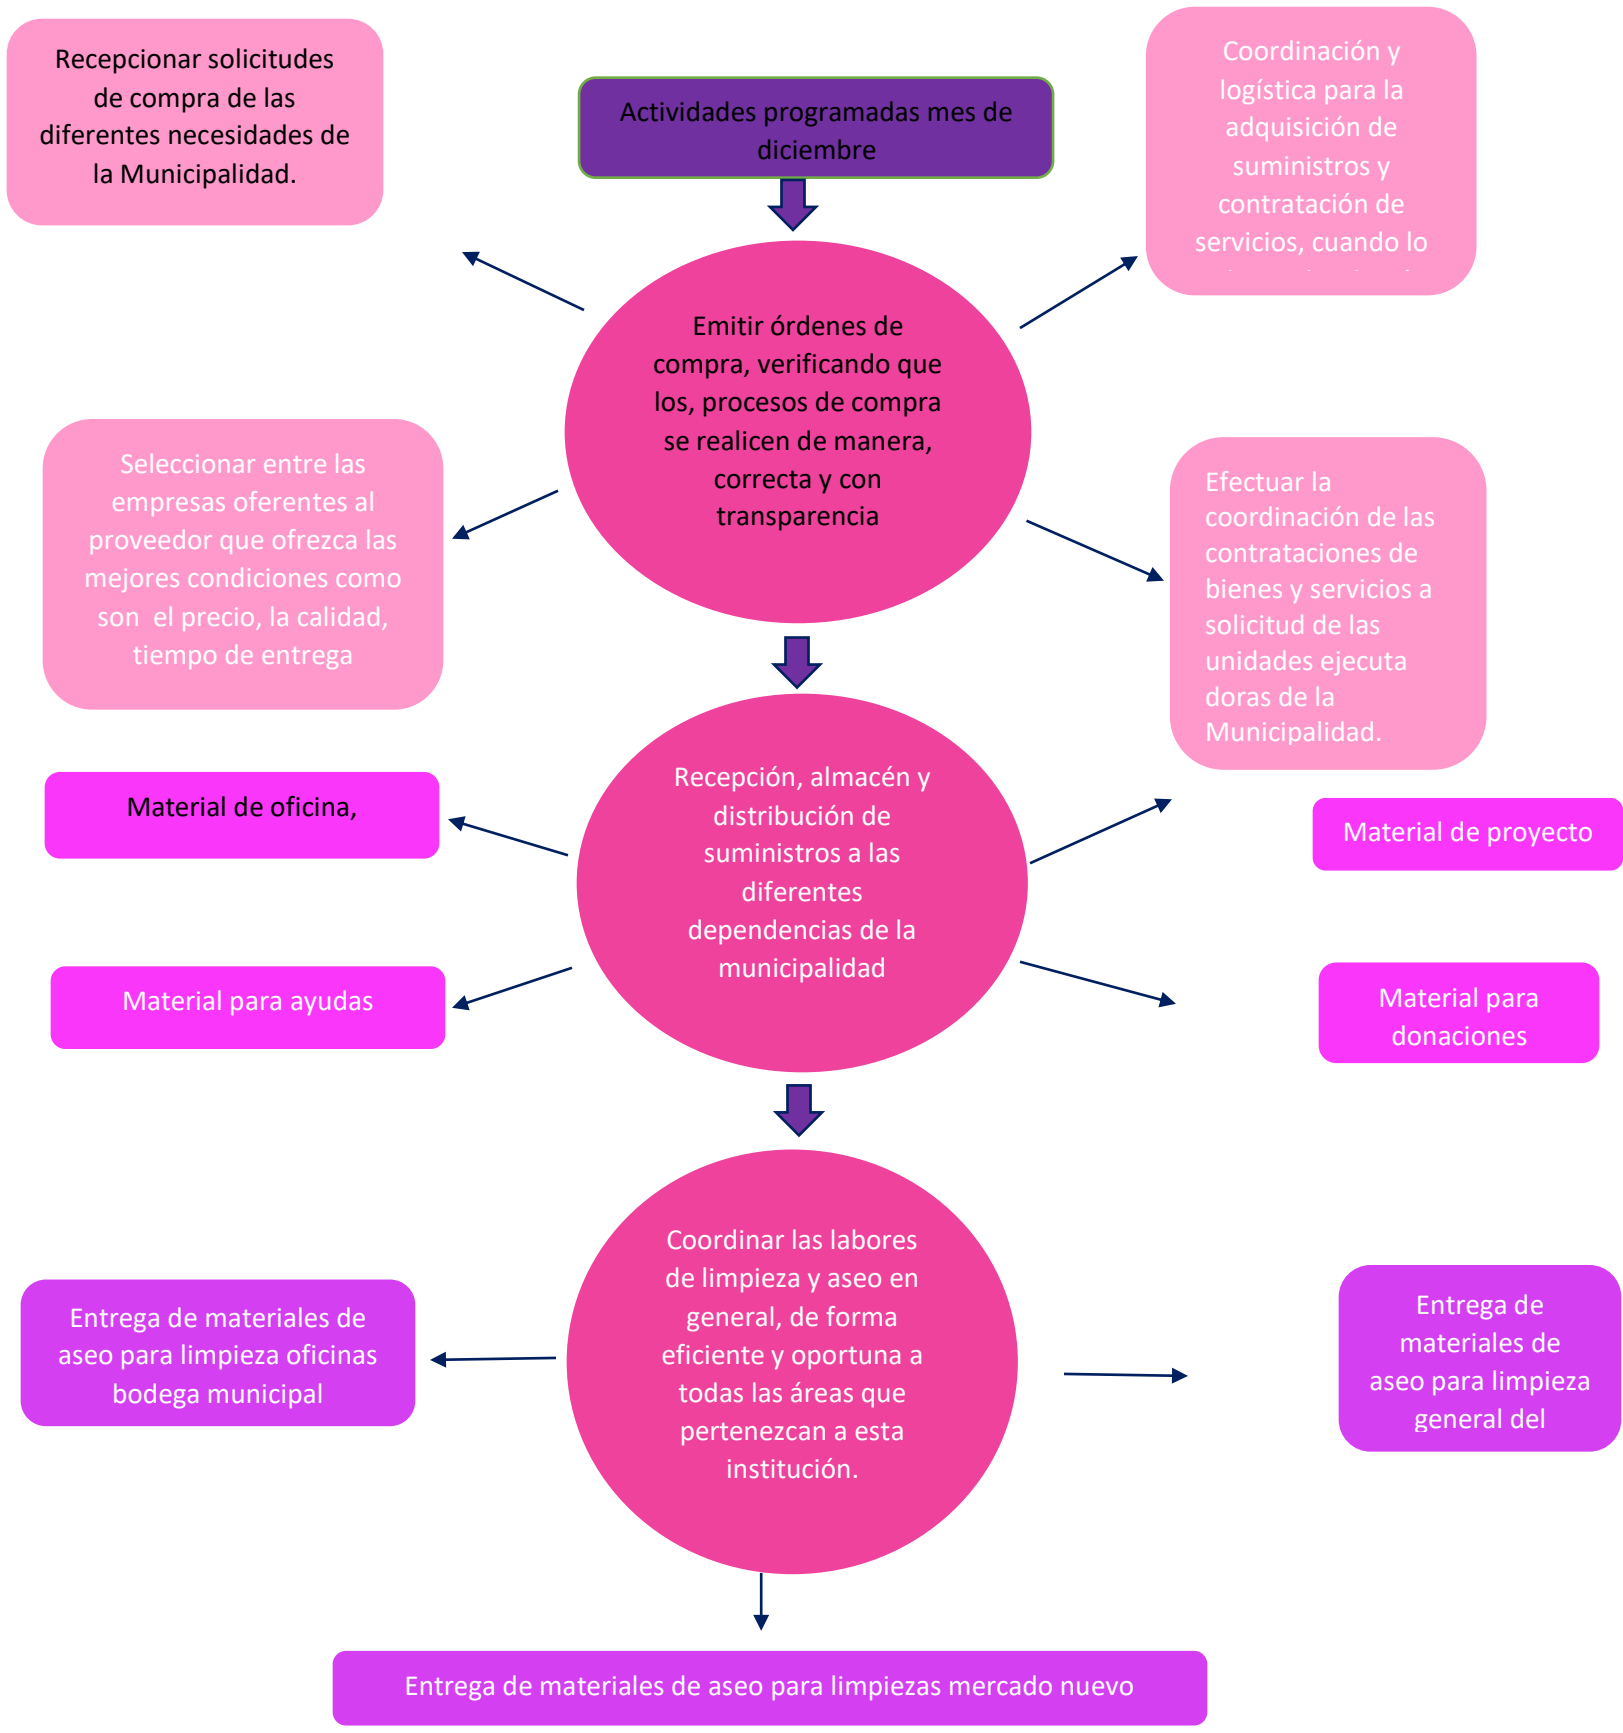 Recepcionar solicitudes
de compra de las
diferentes necesidades de
la Municipalidad.
Actividades programadas mes de
diciembre
Coordinación y
logística para la
adquisición de
suministros y
contratación de
servicios, cuando lo
Emitir órdenes de
compra, verificando que
los, procesos de compra
se realicen de manera,
correcta y con
transparencia
Seleccionar entre las
empresas oferentes al
proveedor que ofrezca las
mejores condiciones como
son  el precio, la calidad,
tiempo de entrega
Efectuar la
coordinación de las
contrataciones de
bienes y servicios a
solicitud de las
unidades ejecuta
doras de la
Municipalidad.
Recepción, almacén y
distribución de
suministros a las
diferentes
dependencias de la
municipalidad
Material de oficina,
Material de proyecto
Material para ayudas
Material para
donaciones
Coordinar las labores
de limpieza y aseo en
general, de forma
eficiente y oportuna a
todas las áreas que
pertenezcan a esta
institución.
Entrega de materiales de
aseo para limpieza oficinas
bodega municipal
Entrega de
materiales de
aseo para limpieza
general del
Entrega de materiales de aseo para limpiezas mercado nuevo